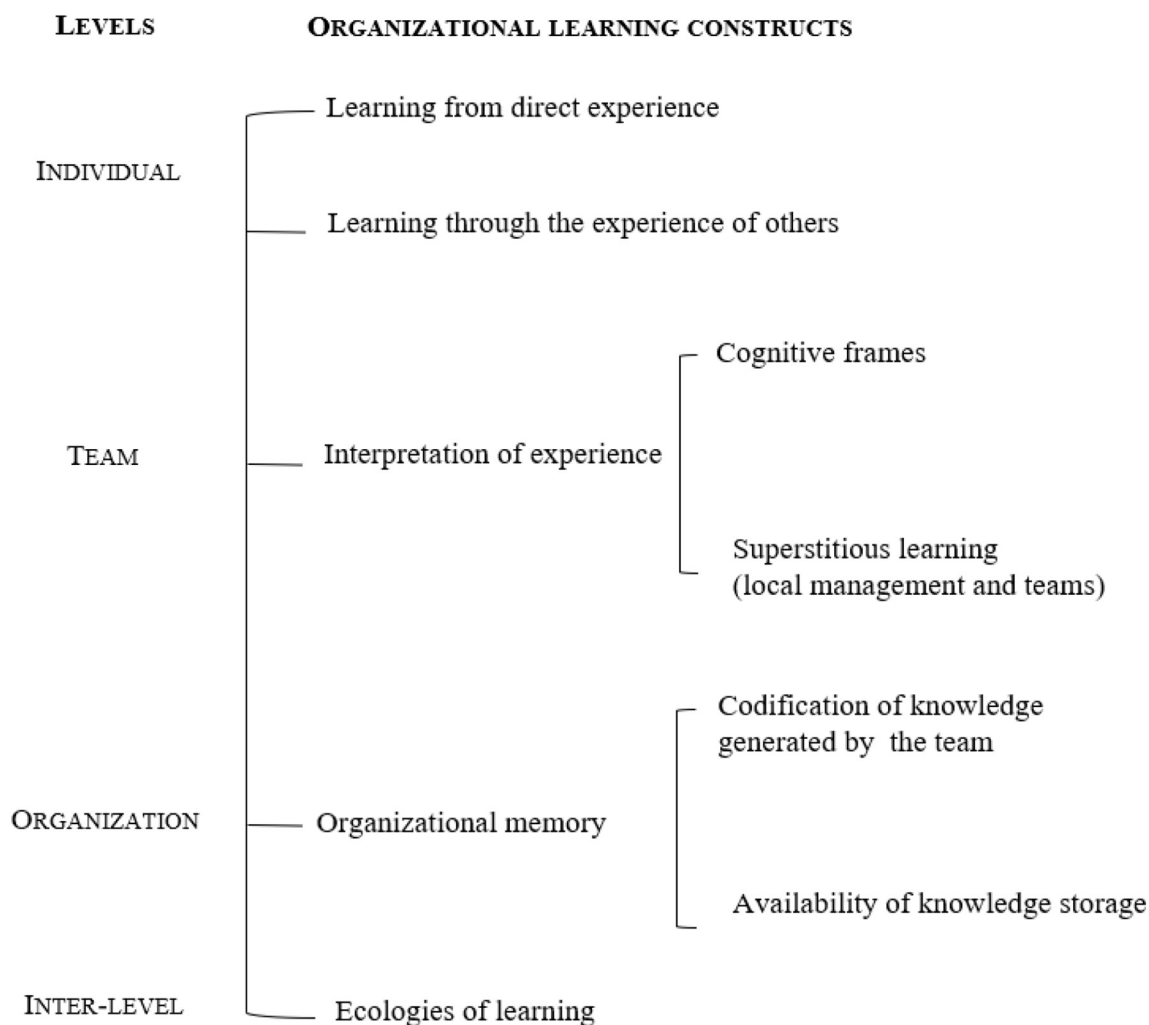 LEVELS
ORGANIZATIONAL LEARNING CONSTRUCTS
Learning from direct experience
INDIVIDUAL
Learning through the experience of others
Cognitive frames
TEAM
Interpretation of experience
Superstitious learning
(local management and teams)
Codification of knowledge
generated by the team
ORGANIZATION
Organizational memory
Availability of knowledge storage
INTER-LEVEL
Ecologies of learning